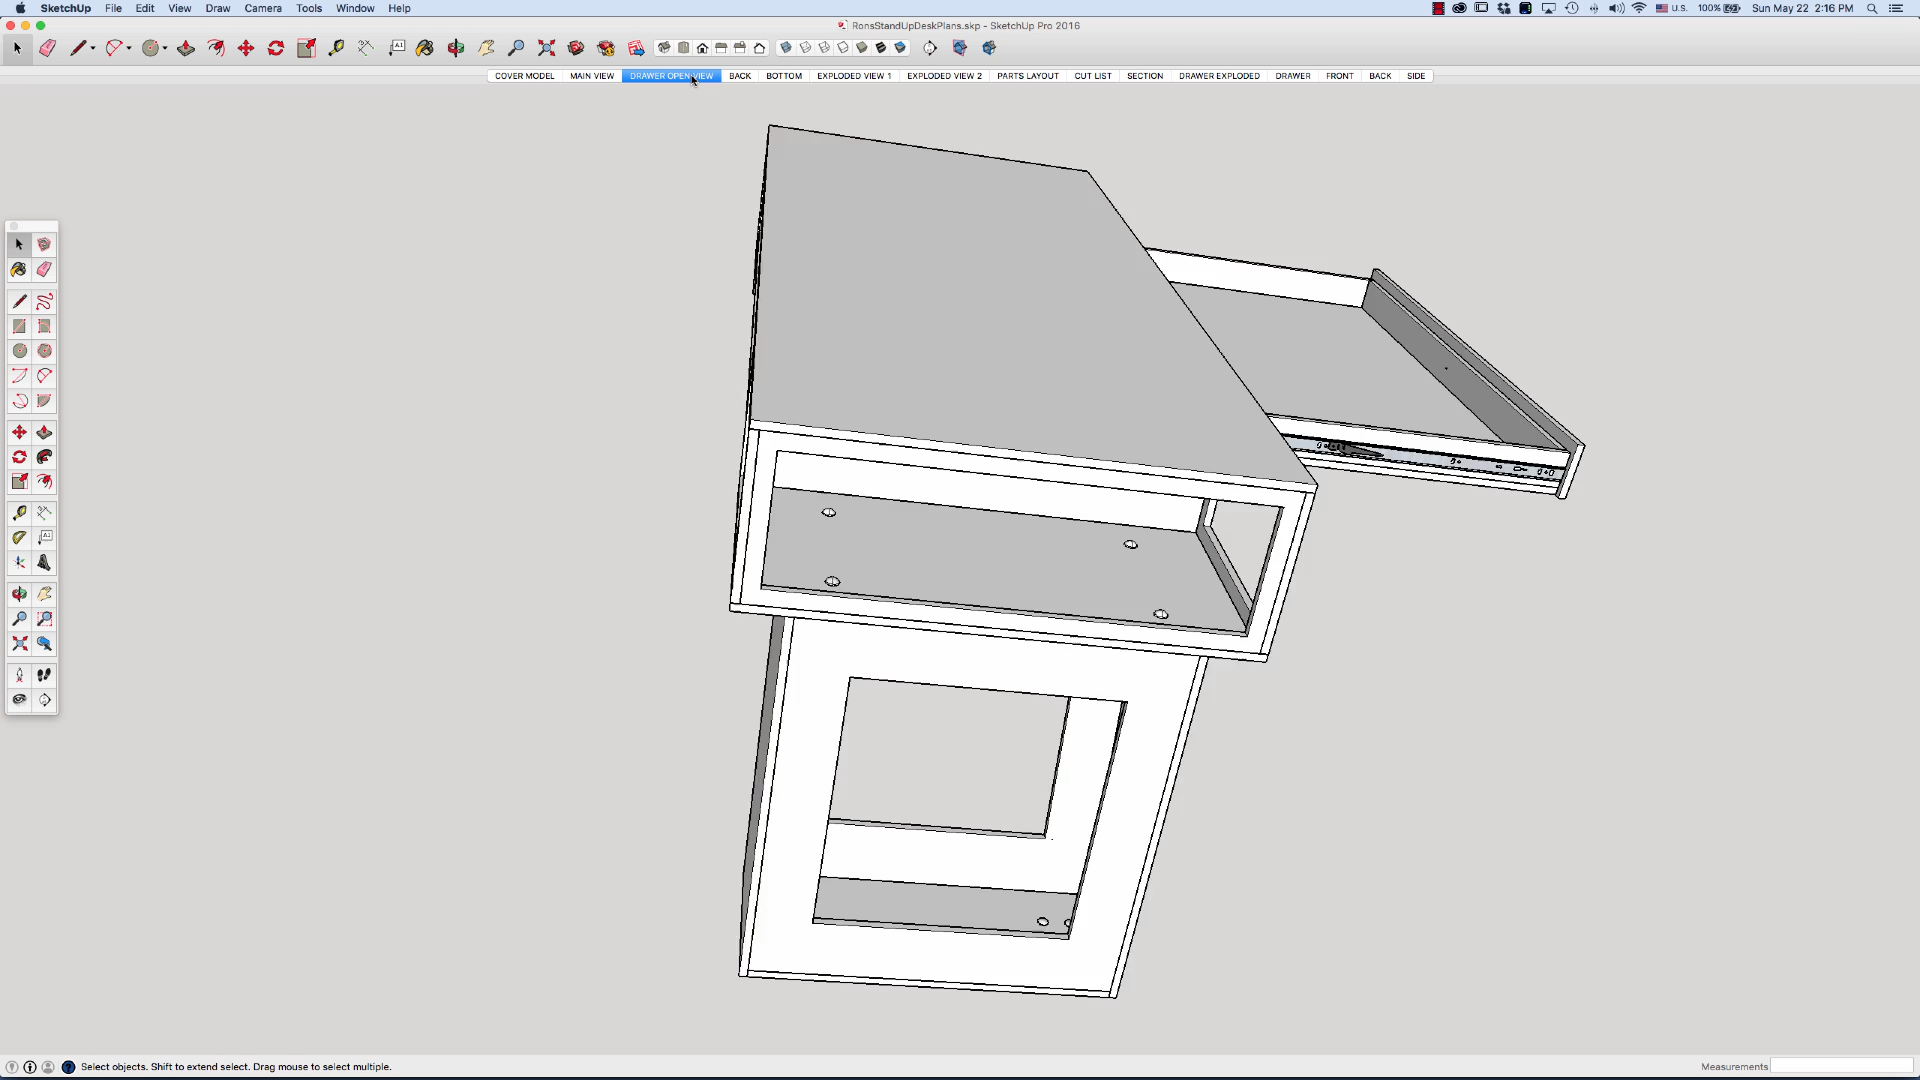 SketchUp File Edit View Draw Camera Tools Window Help U.S. 100% Sun May 22 2:16 PM
RonsStandUpDeskPlans.skp - SketchUp Pro 2016
COVER MODEL MAIN VIEW DRAWER OPEN VIEW BACK BOTTOM EXPLODED VIEW 1 EXPLODED VIEW 2 PARTS LAYOUT CUT LIST SECTION DRAWER EXPLODED DRAWER FRONT BACK SIDE
Select objects. Shift to extend select. Drag mouse to select multiple. Measurements